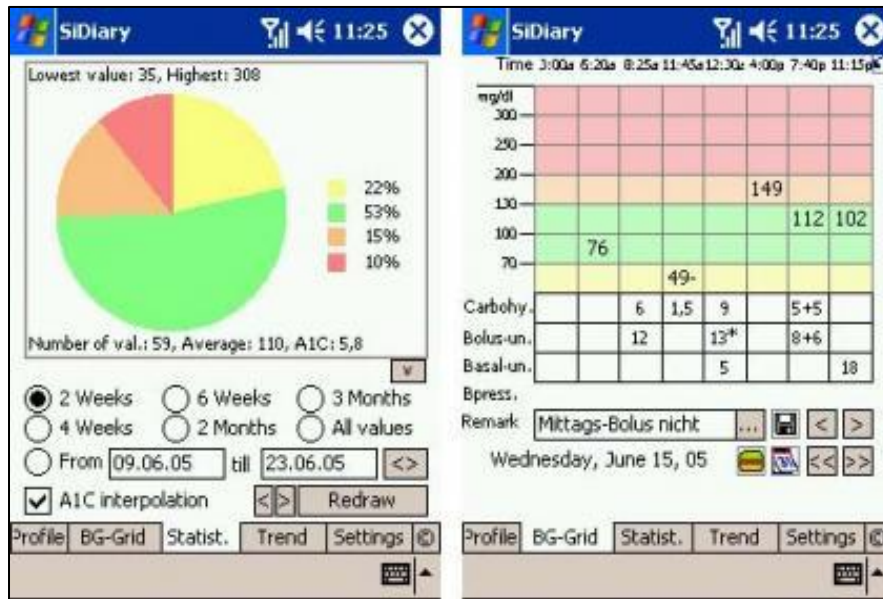 SiDiary 11:25
Lowest value: 35, Highest: 308
22%
53%
15%
10%
Number of val.: 59, Average: 110, A1C: 5,8
v
2 Weeks 6 Weeks 3 Months
4 Weeks 2 Months All values
From 09.06.05 till 23.06.05 <>
A1C interpolation < > Redraw
Profile BG-Grid Statist. Trend Settings ©
SiDiary 11:25
Time 3:00a 6:20a 8:25a 11:45a 12:30a 4:00p 7:40p 11:15p
mg/dl
300
250
200
149
130
112 102
100
76
70
49-
Carbohy. 6 1,5 9 5+5
Bolus-un. 12 13* 8+6
Basal-un. 5 18
Bpress.
Remark Mittags-Bolus nicht ... < >
Wednesday, June 15, 05 << >>
Profile BG-Grid Statist. Trend Settings ©